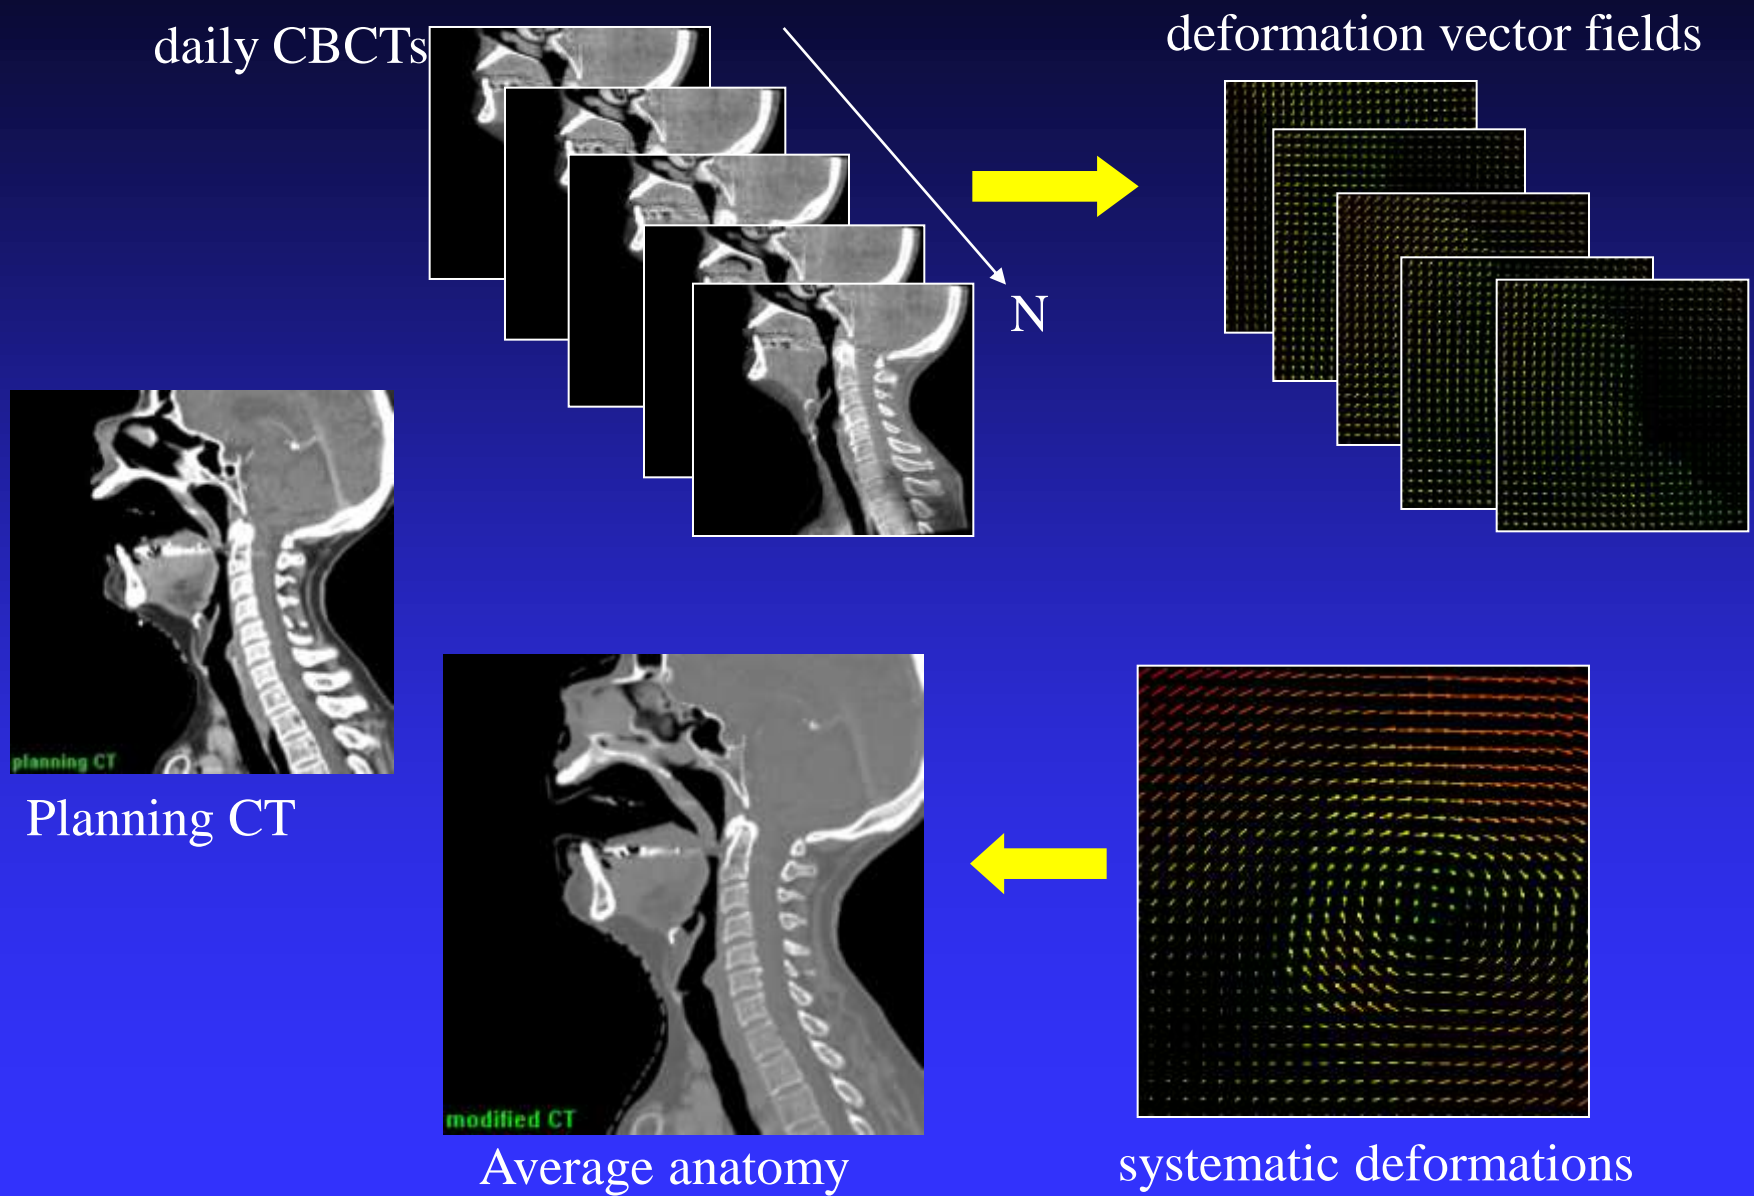 daily CBCTs
deformation vector fields
N
planning CT
Planning CT
modified CT
Average anatomy
systematic deformations